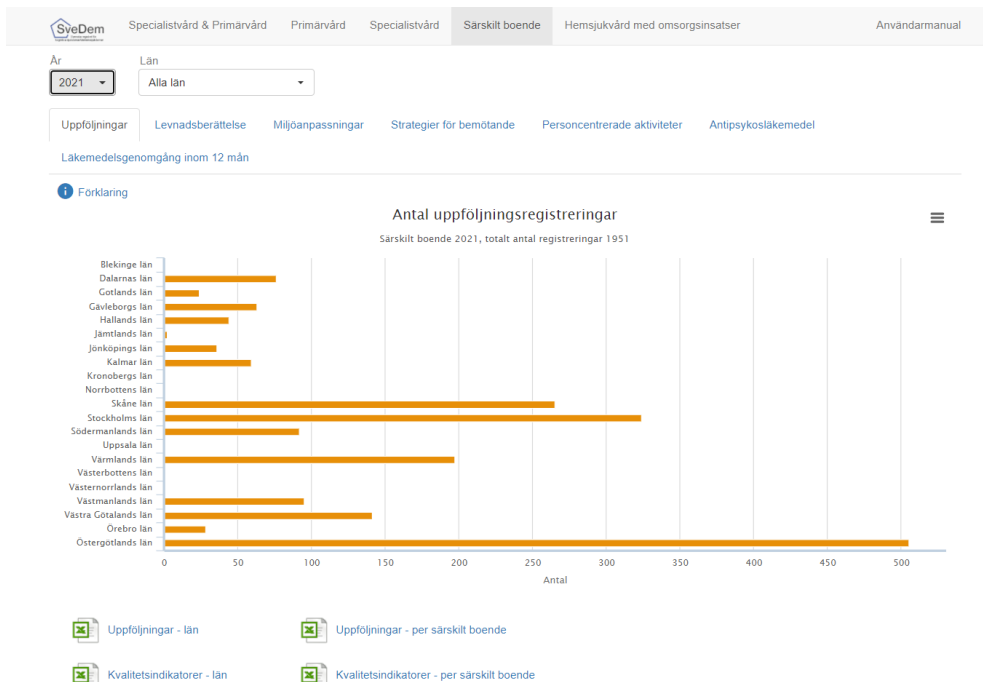 SveDem
Specialistvård & Primärvård Primärvård Specialistvård Särskilt boende Hemsjukvård med omsorgsinsatser Användarmanual
År Län
2021 Alla län
Uppföljningar Levnadsberättelse Miljöanpassningar Strategier för bemötande Personcentrerade aktiviteter Antipsykosläkemedel
Läkemedelsgenomgång inom 12 mån
Förklaring
Antal uppföljningsregistreringar
Särskilt boende 2021, totalt antal registreringar 1951
Blekinge län
Dalarnas län
Gotlands län
Gävleborgs län
Hallands län
Jämtlands län
Jönköpings län
Kalmar län
Kronobergs län
Norrbottens län
Skåne län
Stockholms län
Södermanlands län
Uppsala län
Värmlands län
Västerbottens län
Västernorrlands län
Västmanlands län
Västra Götalands län
Örebro län
Östergötlands län
0 50 100 150 200 250 300 350 400 450 500
Antal
Uppföljningar - län Uppföljningar - per särskilt boende
Kvalitetsindikatorer - län Kvalitetsindikatorer - per särskilt boende